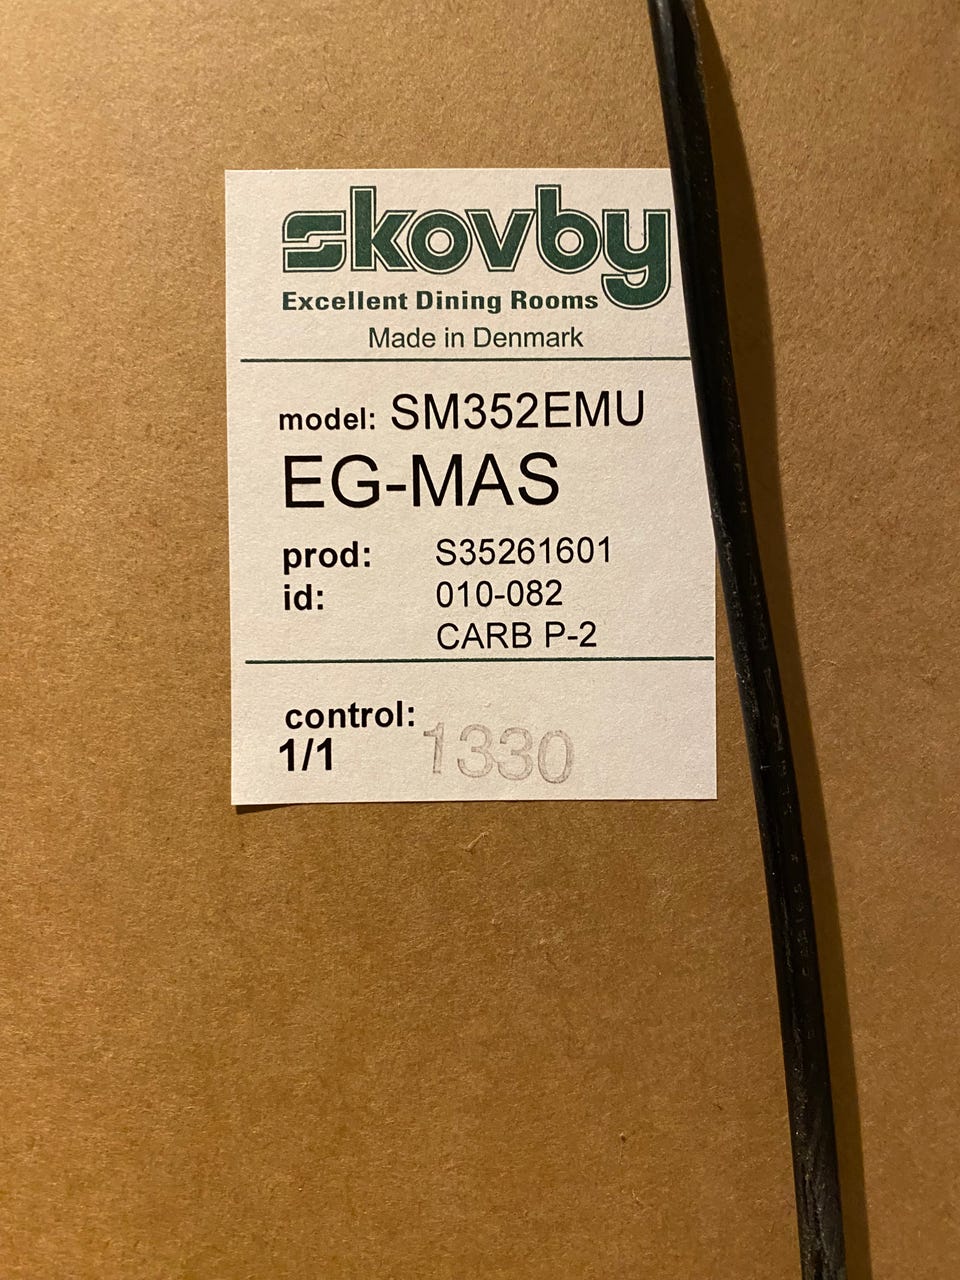 skovby
Excellent Dining Rooms
Made in Denmark
model: SM352EMU
EG-MAS
prod: S35261601
id: 010-082
CARB P-2
control:
1/1 1330